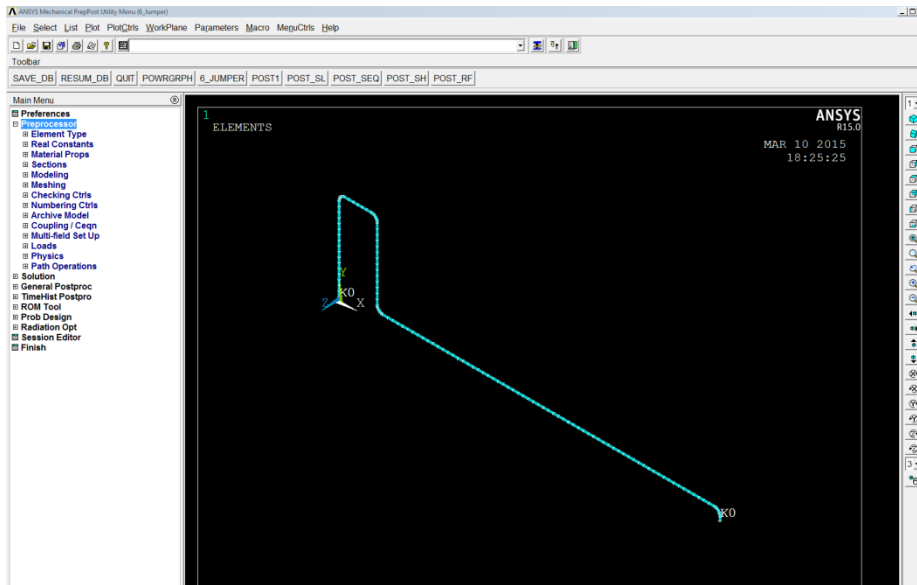 ANSYS Mechanical PrepPost Utility Menu (6_Jumper)
File Select List Plot PlotCtrls WorkPlane Parameters Macro MenuCtrls Help
Toolbar
SAVE_DB RESUM_DB QUIT POWRGRPH 6_JUMPER POST1 POST_SL POST_SEQ POST_SH POST_RF
Main Menu
Preferences
Preprocessor
Element Type
Real Constants
Material Props
Sections
Modeling
Meshing
Checking Ctrls
Numbering Ctrls
Archive Model
Coupling / Ceqn
Multi-field Set Up
Loads
Physics
Path Operations
Solution
General Postproc
TimeHist Postpro
ROM Tool
Prob Design
Radiation Opt
Session Editor
Finish
1
ELEMENTS
ANSYS
R15.0
MAR 10 2015
18:25:25
Y
K0
Z X
K0
1
3